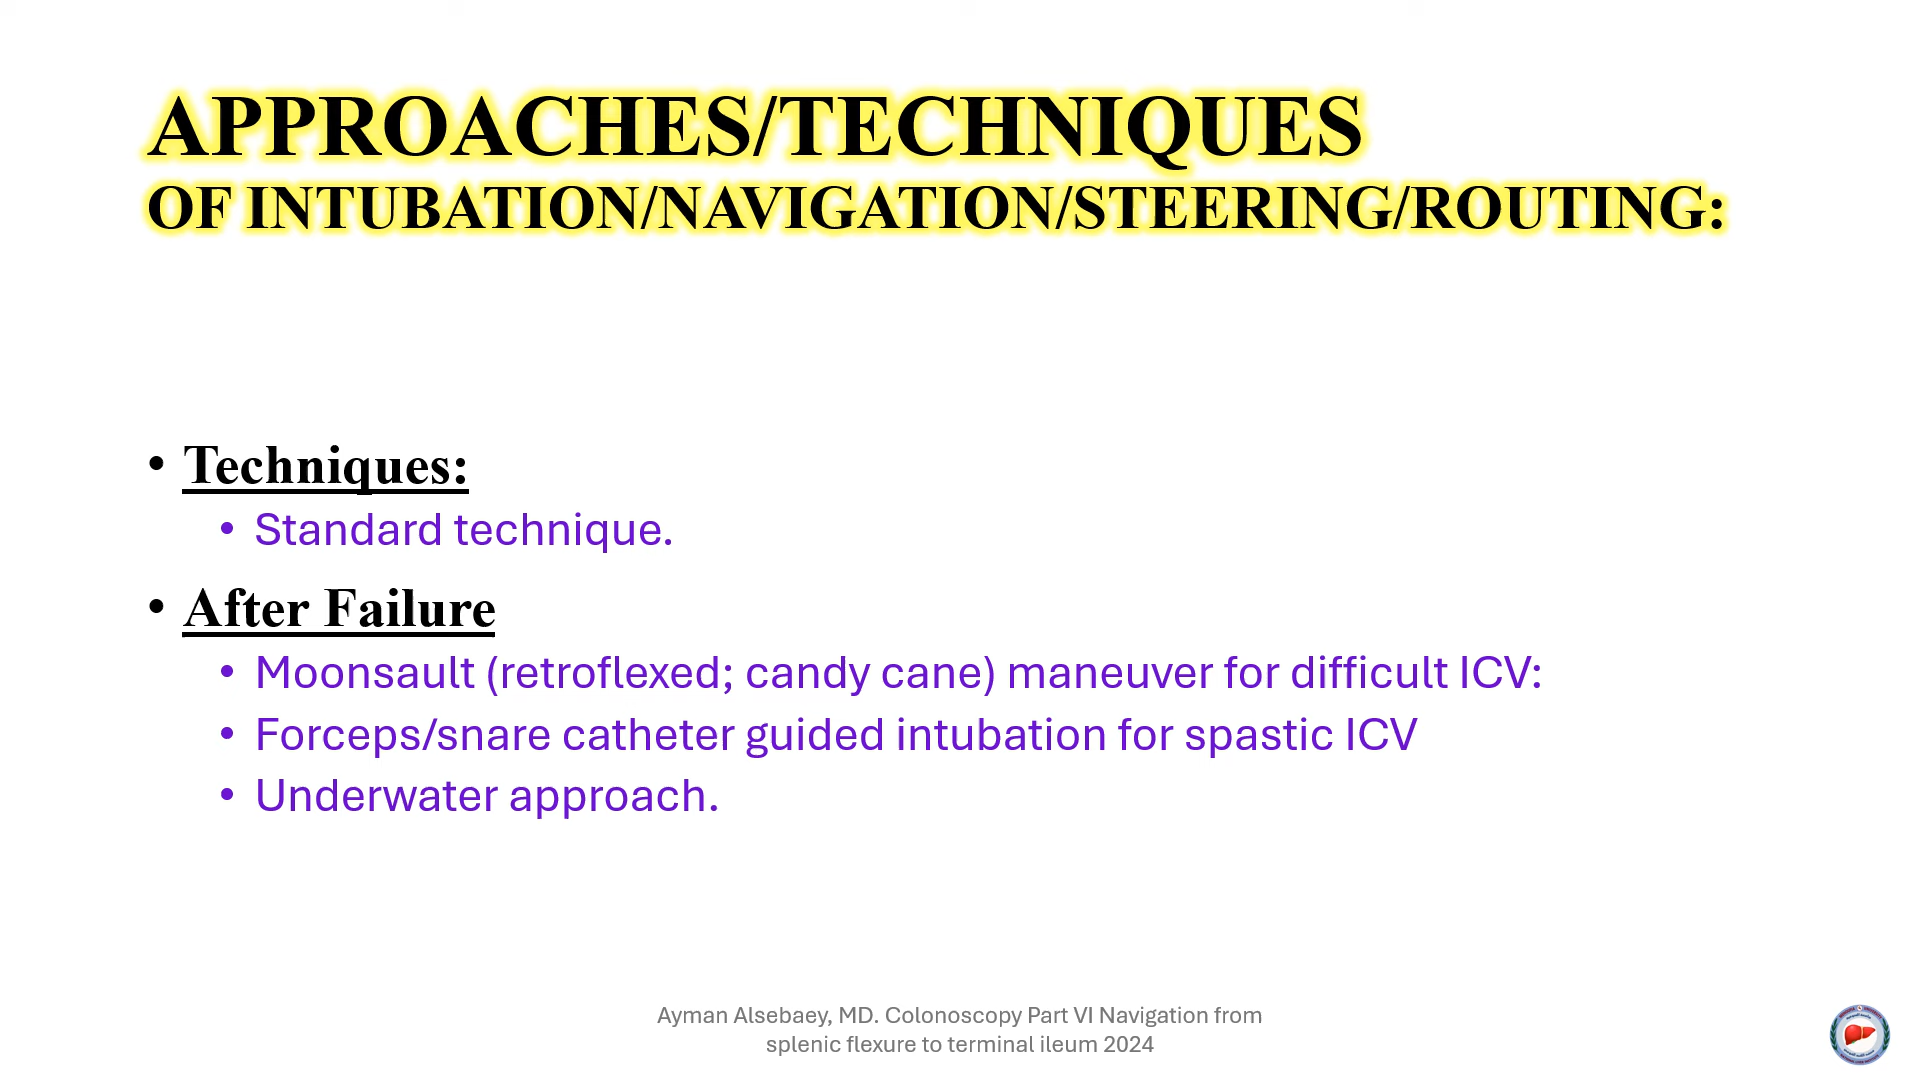 APPROACHES/TECHNIQUES
OF INTUBATION/NAVIGATION/STEERING/ROUTING:
• Techniques:
• Standard technique.
• After Failure
• Moonsault (retroflexed; candy cane) maneuver for difficult ICV:
• Forceps/snare catheter guided intubation for spastic ICV
• Underwater approach.
Ayman Alsebaey, MD. Colonoscopy Part VI Navigation from
splenic flexure to terminal ileum 2024